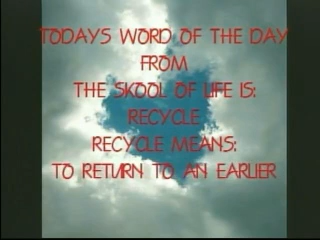 TODAYS WORD OF THE DAY
FROM
THE SKOOL OF LIFE IS:
RECYCLE
RECYCLE MEANS:
TO RETURN TO AN EARLIER